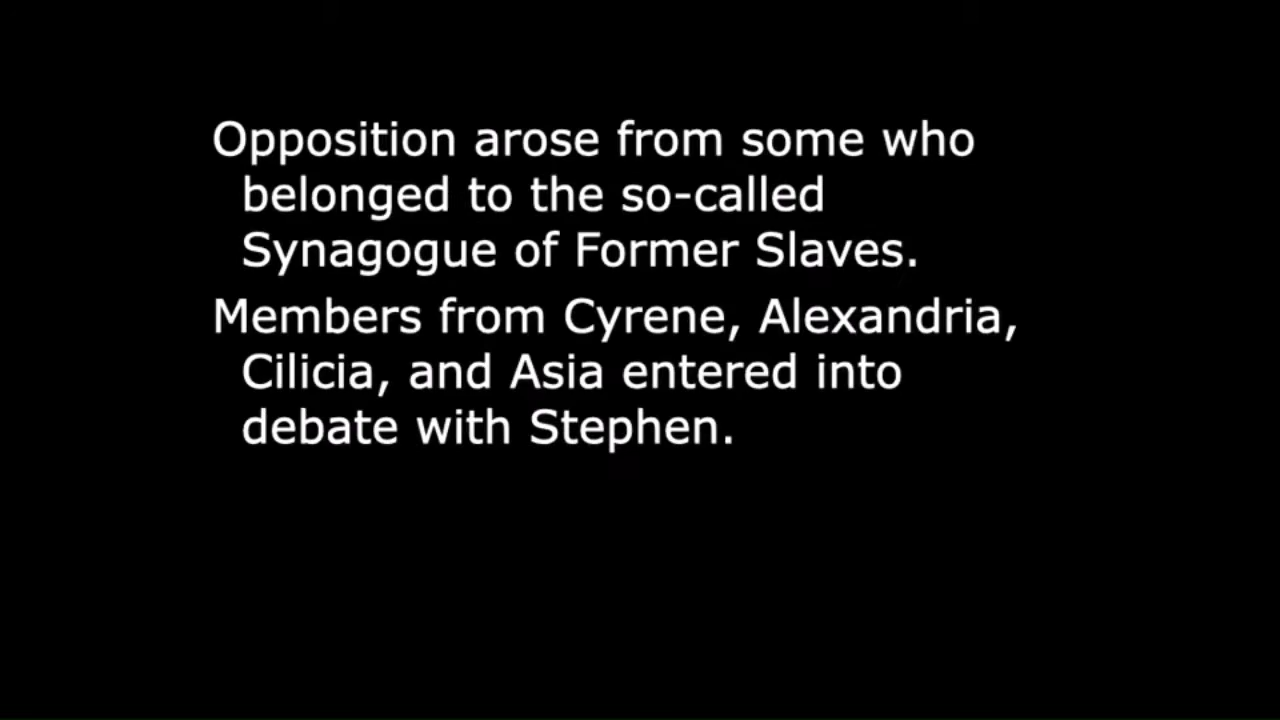 Opposition arose from some who
belonged to the so-called
Synagogue of Former Slaves.
Members from Cyrene, Alexandria,
Cilicia, and Asia entered into
debate with Stephen.